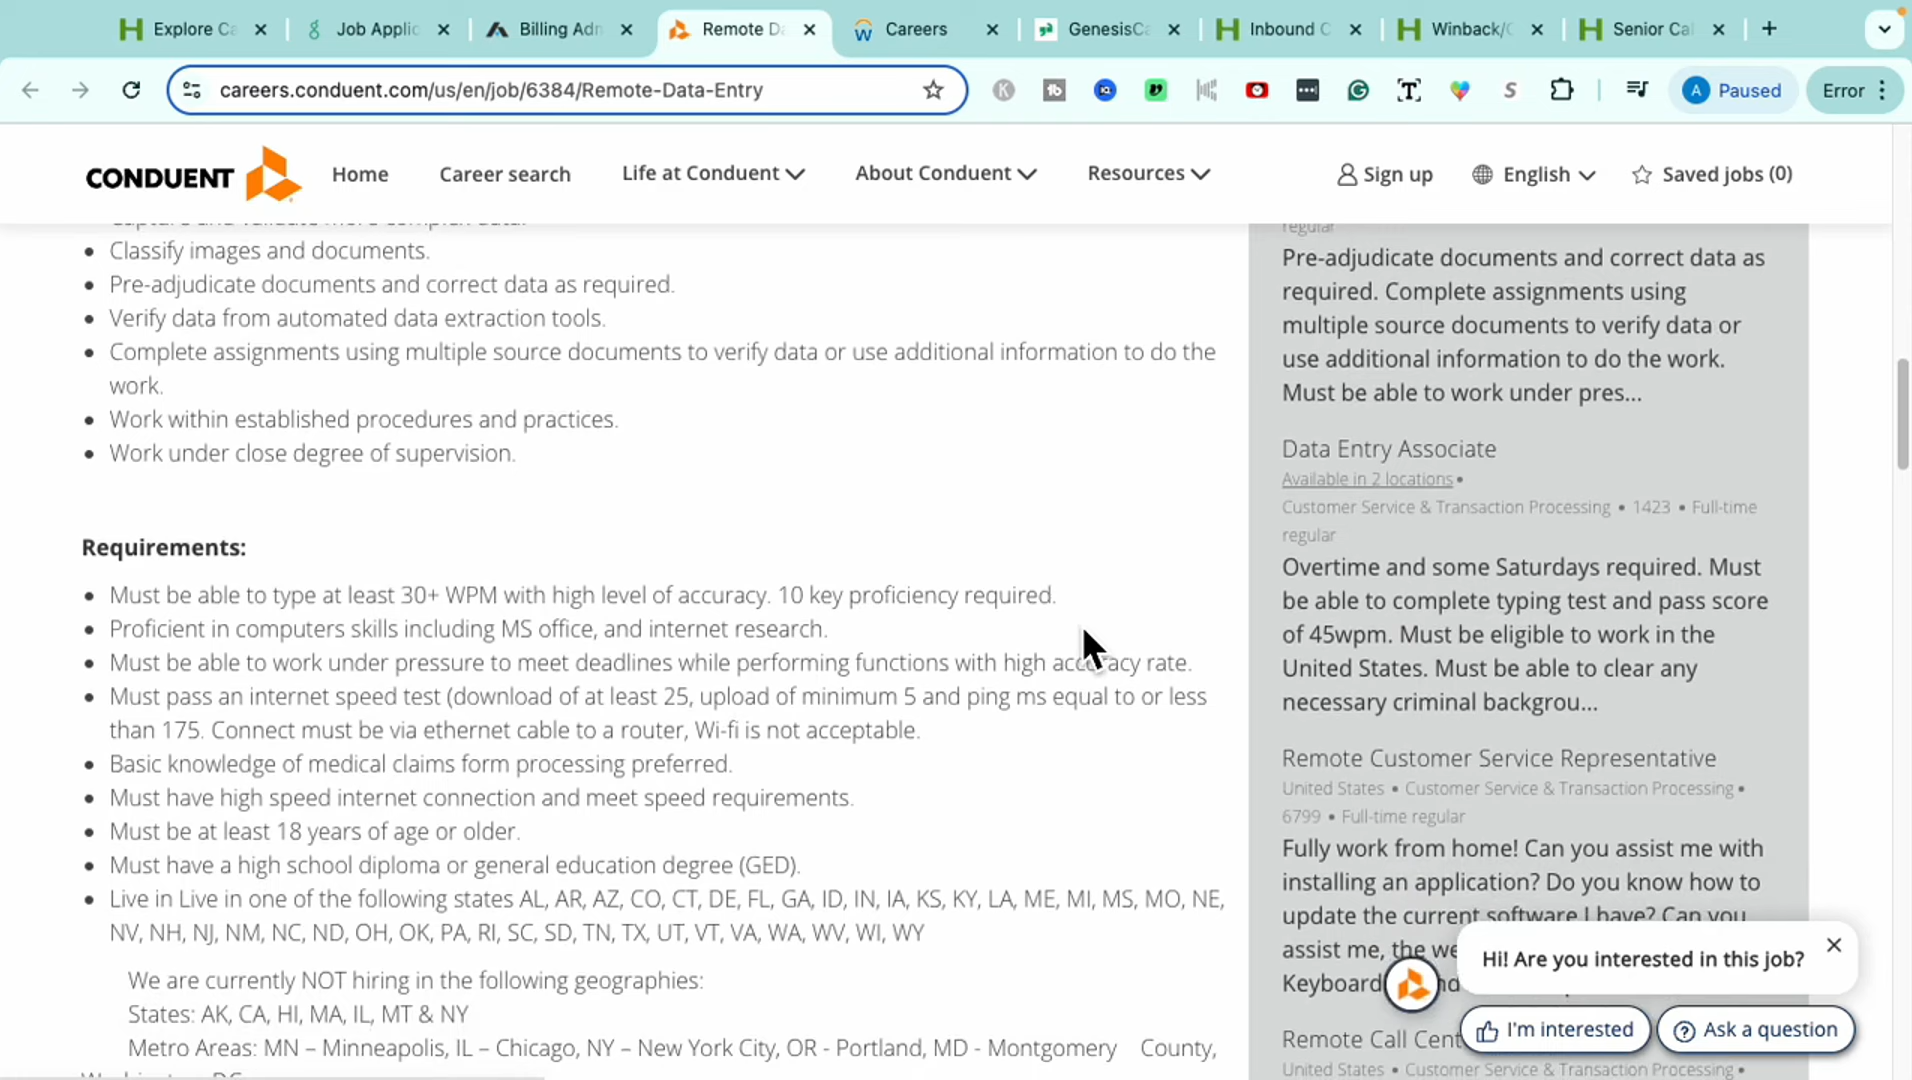 Explore Ca
Job Applic
Billing Adn
Remote Da
Careers
GenesisCa
Inbound C
Winback/C
Senior Cal
careers.conduent.com/us/en/job/6384/Remote-Data-Entry
A Paused
Error
CONDUENT
Home
Career search
Life at Conduent
About Conduent
Resources
Sign up
English
Saved jobs (0)
Capture and validate more complex data.
Classify images and documents.
Pre-adjudicate documents and correct data as required.
Verify data from automated data extraction tools.
Complete assignments using multiple source documents to verify data or use additional information to do the
work.
Work within established procedures and practices.
Work under close degree of supervision.
Requirements:
Must be able to type at least 30+ WPM with high level of accuracy. 10 key proficiency required.
Proficient in computers skills including MS office, and internet research.
Must be able to work under pressure to meet deadlines while performing functions with high accuracy rate.
Must pass an internet speed test (download of at least 25, upload of minimum 5 and ping ms equal to or less
than 175. Connect must be via ethernet cable to a router, Wi-fi is not acceptable.
Basic knowledge of medical claims form processing preferred.
Must have high speed internet connection and meet speed requirements.
Must be at least 18 years of age or older.
Must have a high school diploma or general education degree (GED).
Live in Live in one of the following states AL, AR, AZ, CO, CT, DE, FL, GA, ID, IN, IA, KS, KY, LA, ME, MI, MS, MO, NE,
NV, NH, NJ, NM, NC, ND, OH, OK, PA, RI, SC, SD, TN, TX, UT, VT, VA, WA, WV, WI, WY
We are currently NOT hiring in the following geographies:
States: AK, CA, HI, MA, IL, MT & NY
Metro Areas: MN – Minneapolis, IL – Chicago, NY – New York City, OR - Portland, MD - Montgomery County,
regular
Pre-adjudicate documents and correct data as
required. Complete assignments using
multiple source documents to verify data or
use additional information to do the work.
Must be able to work under pres...
Data Entry Associate
Available in 2 locations •
Customer Service & Transaction Processing • 1423 • Full-time
regular
Overtime and some Saturdays required. Must
be able to complete typing test and pass score
of 45wpm. Must be eligible to work in the
United States. Must be able to clear any
necessary criminal backgrou...
Remote Customer Service Representative
United States • Customer Service & Transaction Processing •
6799 • Full-time regular
Fully work from home! Can you assist me with
installing an application? Do you know how to
update the current software I have? Can you
assist me, the we
Keyboard
Remote Call Cent
United States • Customer Service & Transaction Processing •
Hi! Are you interested in this job?
I'm interested
Ask a question